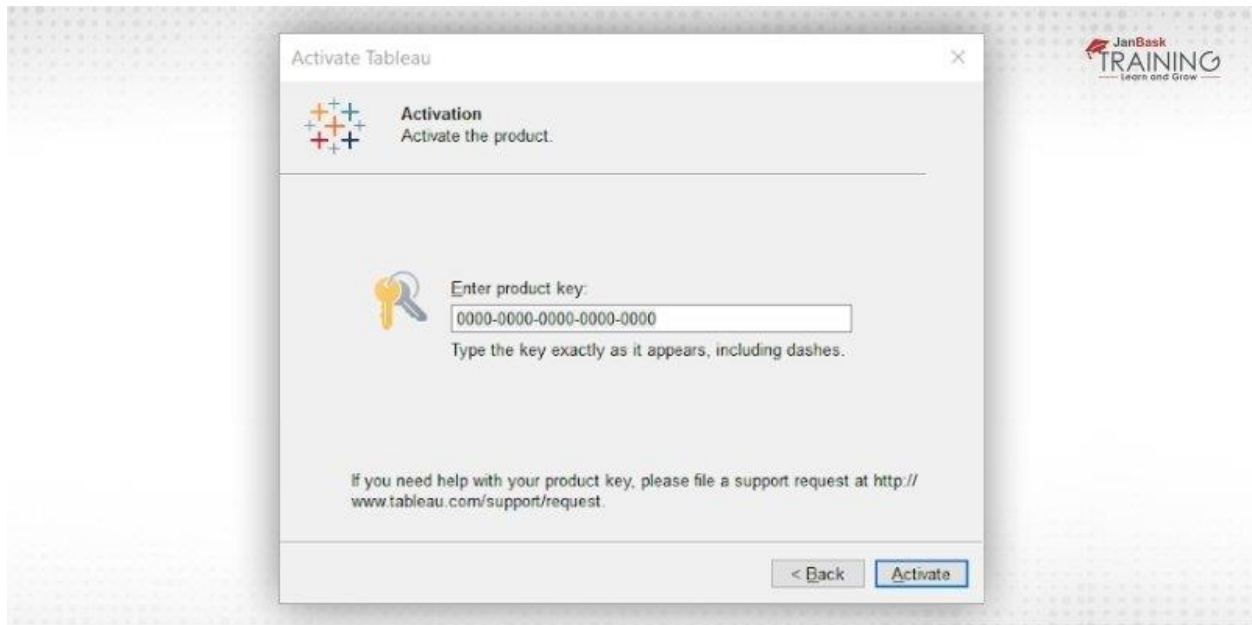 Activate Tableau
JanBask
TRAINING
Learn and Grow
Activation
Activate the product.
Enter product key:
0000-0000-0000-0000-0000
Type the key exactly as it appears, including dashes.
If you need help with your product key, please file a support request at http://
www.tableau.com/support/request.
< Back
Activate